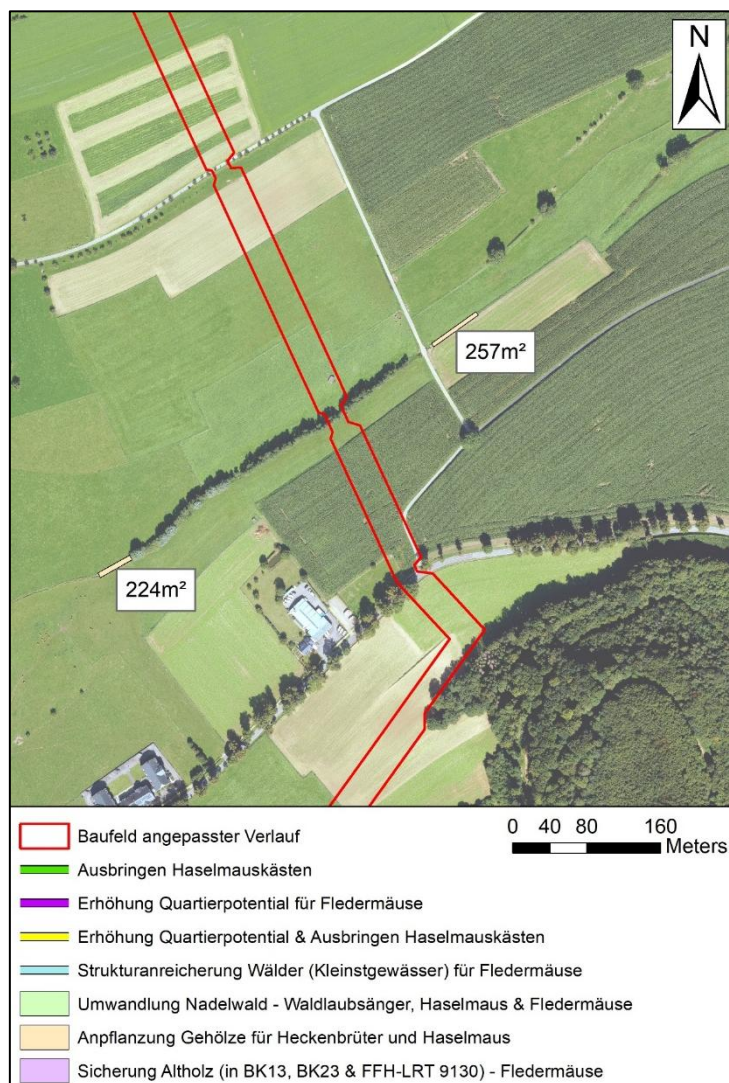 N
257m²
224m²
Baufeld angepasster Verlauf
0 40 80 160
Meters
Ausbringen Haselmauskästen
Erhöhung Quartierpotential für Fledermäuse
Erhöhung Quartierpotential & Ausbringen Haselmauskästen
Strukturanreicherung Wälder (Kleinstgewässer) für Fledermäuse
Umwandlung Nadelwald - Waldlaubsänger, Haselmaus & Fledermäuse
Anpflanzung Gehölze für Heckenbrüter und Haselmaus
Sicherung Altholz (in BK13, BK23 & FFH-LRT 9130) - Fledermäuse